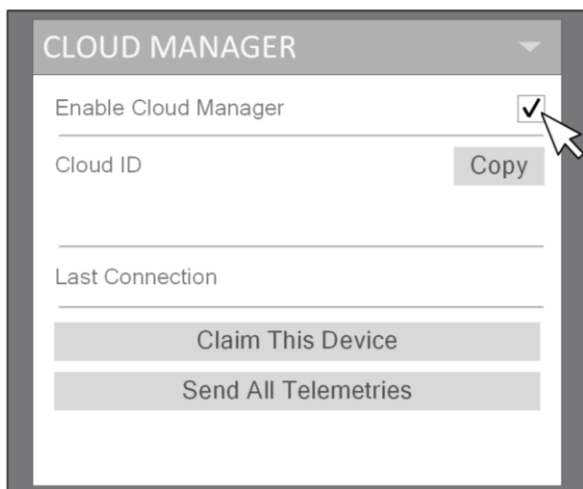 CLOUD MANAGER
Enable Cloud Manager
Cloud ID Copy
Last Connection
Claim This Device
Send All Telemetries